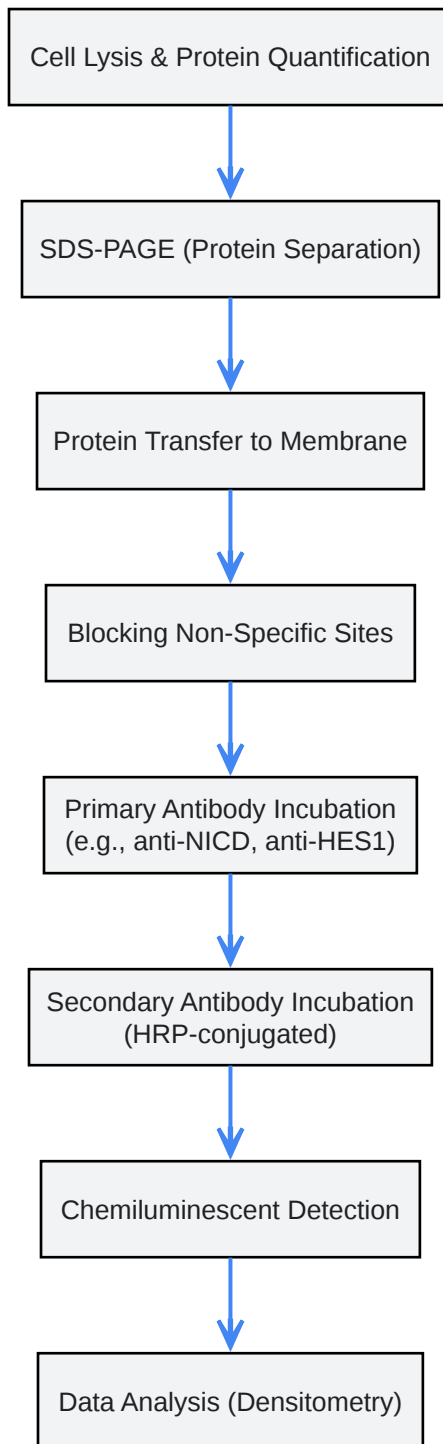 Cell Lysis & Protein Quantification
SDS-PAGE (Protein Separation)
Protein Transfer to Membrane
Blocking Non-Specific Sites
Primary Antibody Incubation
(e.g., anti-NICD, anti-HES1)
Secondary Antibody Incubation
(HRP-conjugated)
Chemiluminescent Detection
Data Analysis (Densitometry)